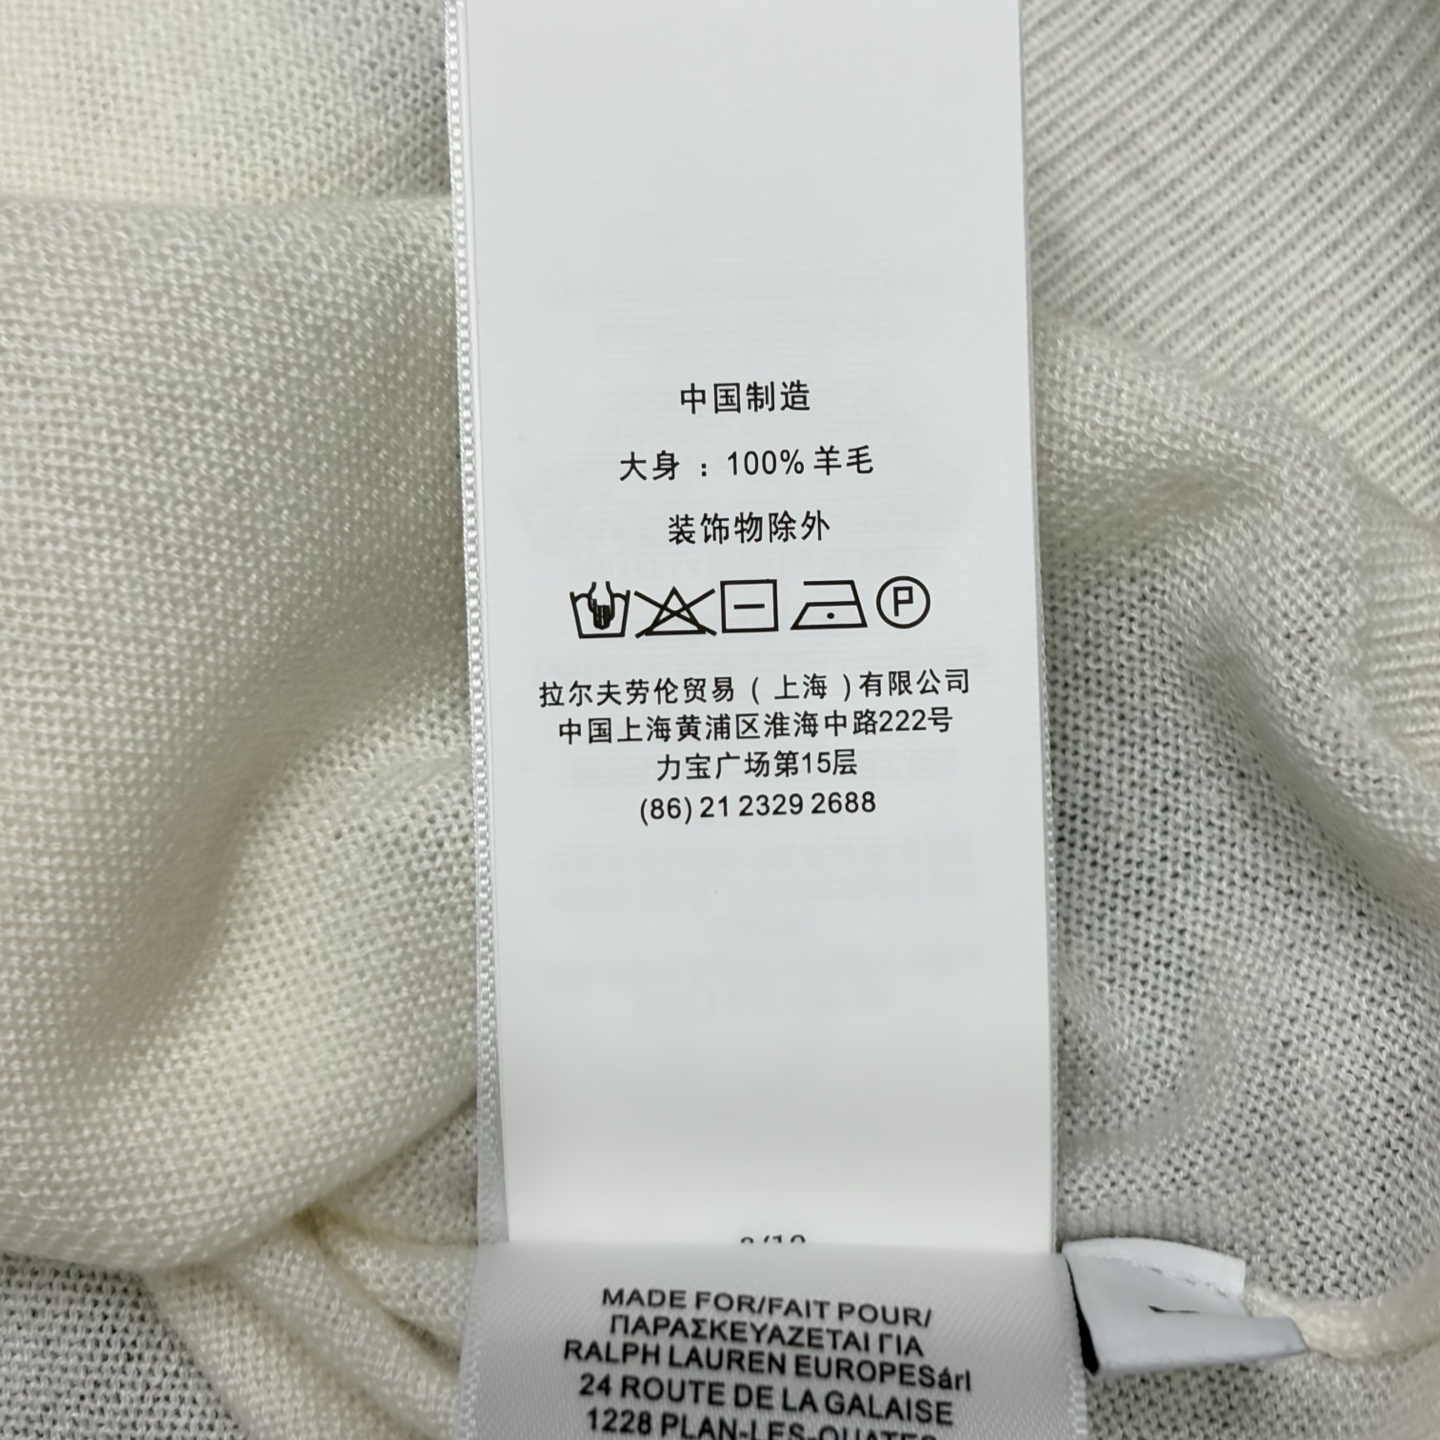 中国制造
大身 : 100% 羊毛
装饰物除外
P
拉尔夫劳伦贸易 ( 上海 ) 有限公司
中国上海黄浦区淮海中路222号
力宝广场第15层
(86) 21 2329 2688
MADE FOR/FAIT POUR/
ΠΑΡΑΣΚΕΥΑΖΕΤΑΙ ΓΙΑ
RALPH LAUREN EUROPESárl
24 ROUTE DE LA GALAISE
1228 PLAN-LES-OUATES